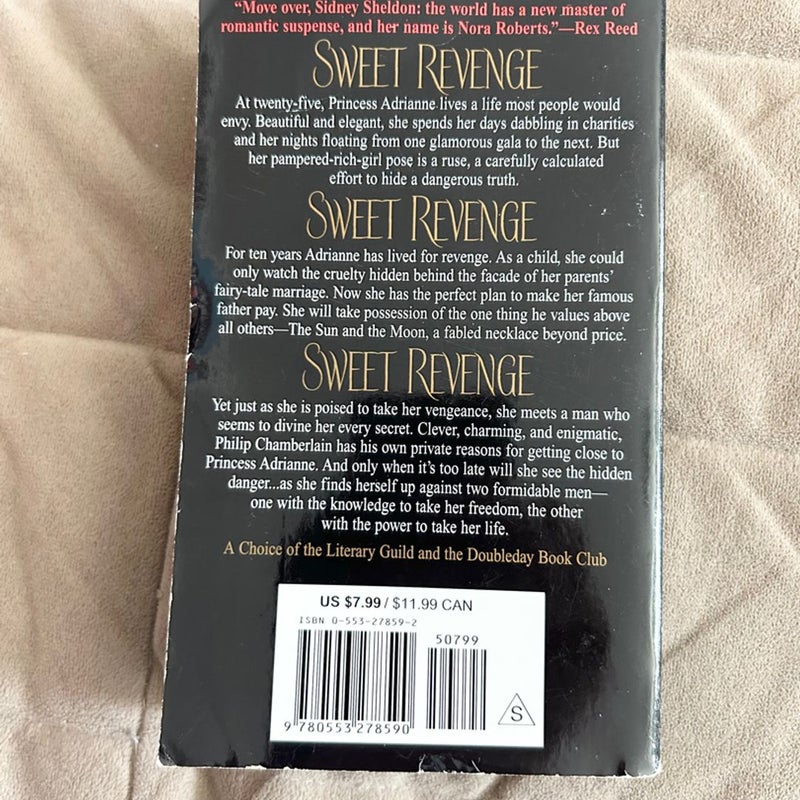 “Move over, Sidney Sheldon: the world has a new master of
romantic suspense, and her name is Nora Roberts.”—Rex Reed
SWEET REVENGE
At twenty-five, Princess Adrianne lives a life most people would
envy. Beautiful and elegant, she spends her days dabbling in charities
and her nights floating from one glamorous gala to the next. But
her pampered-rich-girl pose is a ruse, a carefully calculated
effort to hide a dangerous truth.
SWEET REVENGE
For ten years Adrianne has lived for revenge. As a child, she could
only watch the cruelty hidden behind the facade of her parents’
fairy-tale marriage. Now she has the perfect plan to make her famous
father pay. She will take possession of the one thing he values above
all others—The Sun and the Moon, a fabled necklace beyond price.
SWEET REVENGE
Yet just as she is poised to take her vengeance, she meets a man who
seems to divine her every secret. Clever, charming, and enigmatic,
Philip Chamberlain has his own private reasons for getting close to
Princess Adrianne. And only when it’s too late will she see the hidden
danger...as she finds herself up against two formidable men—
one with the knowledge to take her freedom, the other
with the power to take her life.
A Choice of the Literary Guild and the Doubleday Book Club
US $7.99 / $11.99 CAN
ISBN 0-553-27859-2
50799
9 780553 278590
S